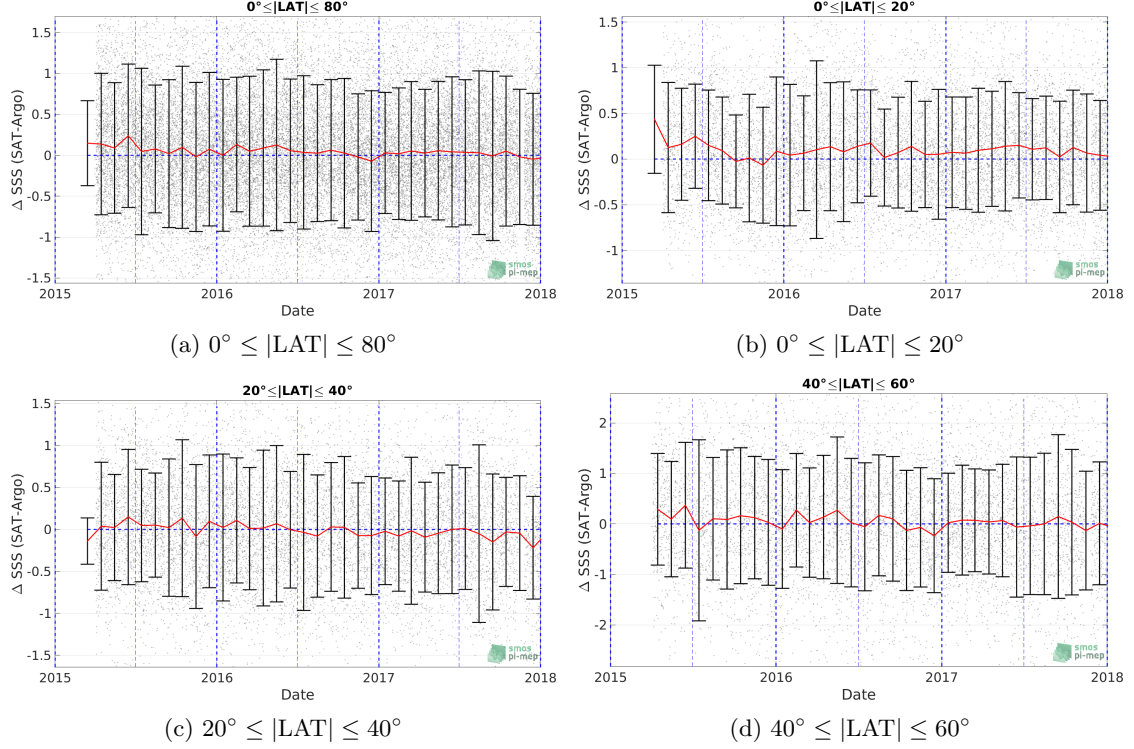 0°≤|LAT|≤ 80°
Δ SSS (SAT-Argo)
1.5
1
0.5
0
-0.5
-1
-1.5
2015 2016 2017 2018
Date
smos
pi-mep
(a) 0° ≤ |LAT| ≤ 80°
0°≤|LAT|≤ 20°
Δ SSS (SAT-Argo)
1.5
1
0.5
0
-0.5
-1
2015 2016 2017 2018
Date
smos
pi-mep
(b) 0° ≤ |LAT| ≤ 20°
20°≤|LAT|≤ 40°
Δ SSS (SAT-Argo)
1.5
1
0.5
0
-0.5
-1
-1.5
2015 2016 2017 2018
Date
smos
pi-mep
(c) 20° ≤ |LAT| ≤ 40°
40°≤|LAT|≤ 60°
Δ SSS (SAT-Argo)
2
1
0
-1
-2
2015 2016 2017 2018
Date
smos
pi-mep
(d) 40° ≤ |LAT| ≤ 60°